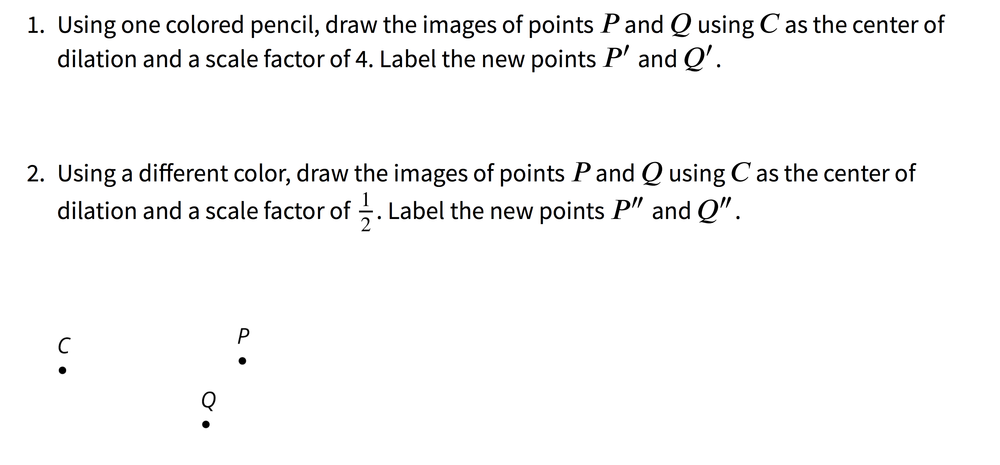 1. Using one colored pencil, draw the images of points P and Q using C as the center of
dilation and a scale factor of 4. Label the new points P′ and Q′.
2. Using a different color, draw the images of points P and Q using C as the center of
dilation and a scale factor of 1/2. Label the new points P″ and Q″.
P
C
Q